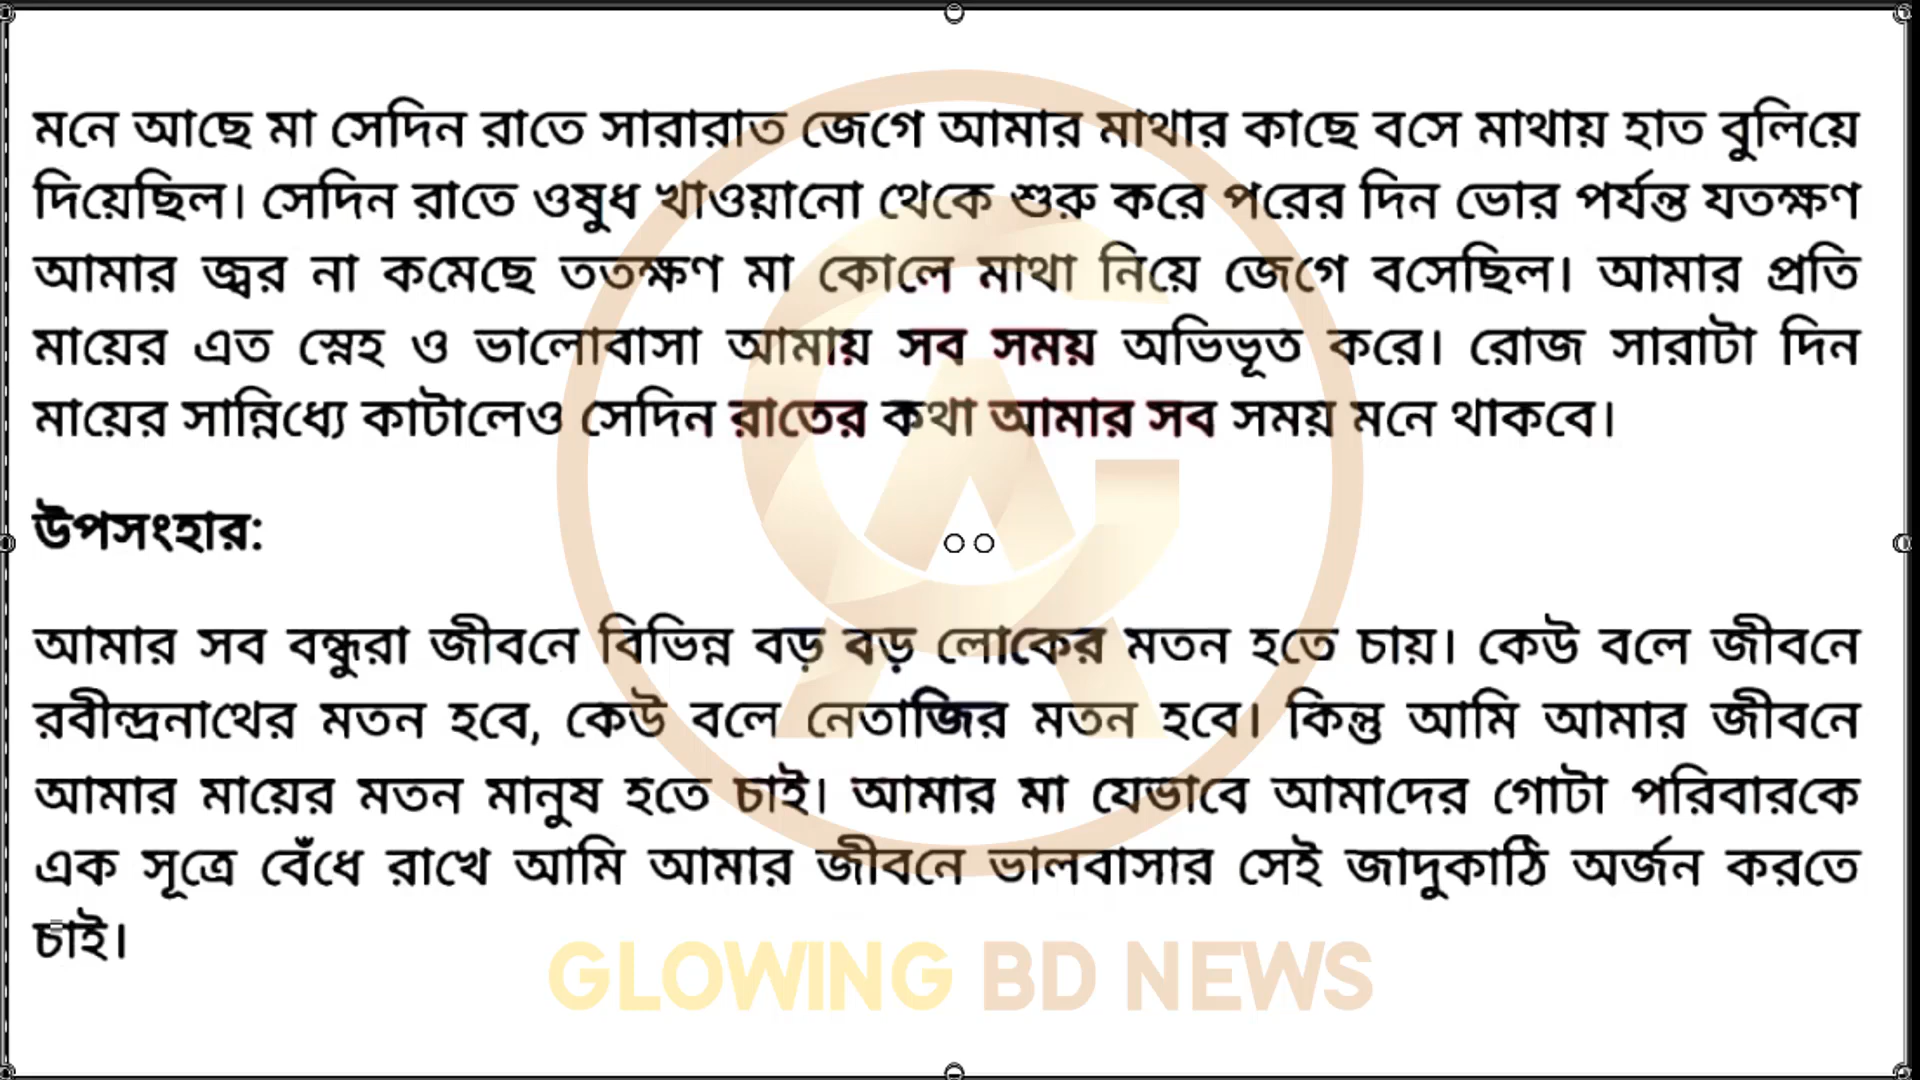 মনে আছে মা সেদিন রাতে সারারাত জেগে আমার মাথার কাছে বসে মাথায় হাত বুলিয়ে
দিয়েছিল। সেদিন রাতে ওষুধ খাওয়ানো থেকে শুরু করে পরের দিন ভোর পর্যন্ত যতক্ষণ
আমার জ্বর না কমেছে ততক্ষণ মা কোলে মাথা নিয়ে জেগে বসেছিল। আমার প্রতি
মায়ের এত স্নেহ ও ভালোবাসা আমায় সব সময় অভিভূত করে। রোজ সারাটা দিন
মায়ের সান্নিধ্যে কাটালেও সেদিন রাতের কথা আমার সব সময় মনে থাকবে।
উপসংহার:
আমার সব বন্ধুরা জীবনে বিভিন্ন বড় বড় লোকের মতন হতে চায়। কেউ বলে জীবনে
রবীন্দ্রনাথের মতন হবে, কেউ বলে নেতাজির মতন হবে। কিন্তু আমি আমার জীবনে
আমার মায়ের মতন মানুষ হতে চাই। আমার মা যেভাবে আমাদের গোটা পরিবারকে
এক সূত্রে বেঁধে রাখে আমি আমার জীবনে ভালবাসার সেই জাদুকাঠি অর্জন করতে
চাই।
GLOWING BD NEWS